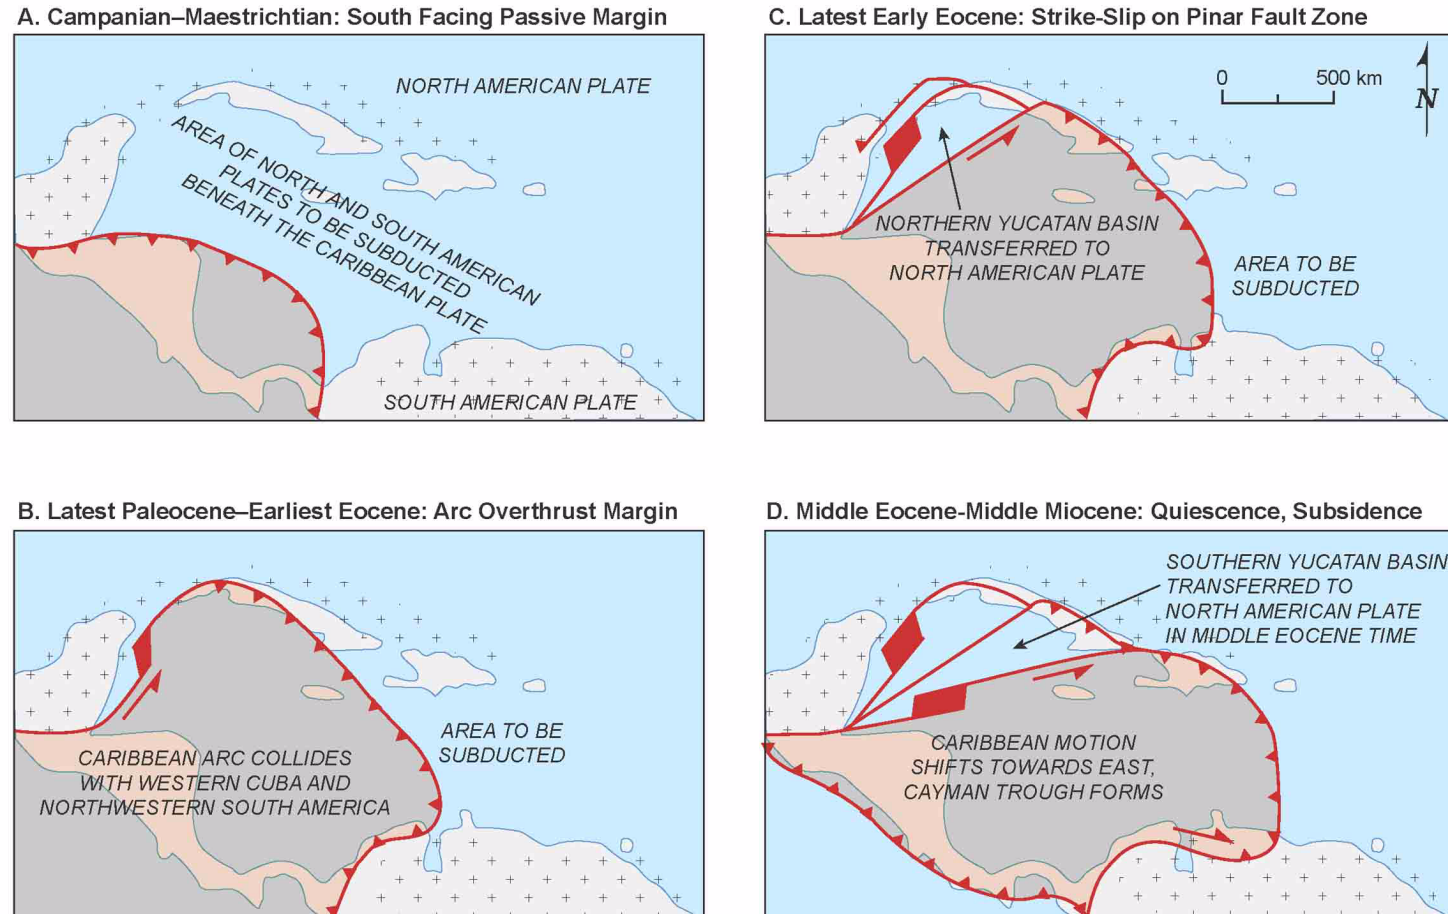 A. Campanian–Maestrichtian: South Facing Passive Margin
NORTH AMERICAN PLATE
AREA OF NORTH AND SOUTH AMERICAN
PLATES TO BE SUBDUCTED
BENEATH THE CARIBBEAN PLATE
SOUTH AMERICAN PLATE
C. Latest Early Eocene: Strike-Slip on Pinar Fault Zone
0 500 km
N
NORTHERN YUCATAN BASIN
TRANSFERRED TO
NORTH AMERICAN PLATE
AREA TO BE
SUBDUCTED
B. Latest Paleocene–Earliest Eocene: Arc Overthrust Margin
AREA TO BE
SUBDUCTED
CARIBBEAN ARC COLLIDES
WITH WESTERN CUBA AND
NORTHWESTERN SOUTH AMERICA
D. Middle Eocene-Middle Miocene: Quiescence, Subsidence
SOUTHERN YUCATAN BASIN
TRANSFERRED TO
NORTH AMERICAN PLATE
IN MIDDLE EOCENE TIME
CARIBBEAN MOTION
SHIFTS TOWARDS EAST,
CAYMAN TROUGH FORMS